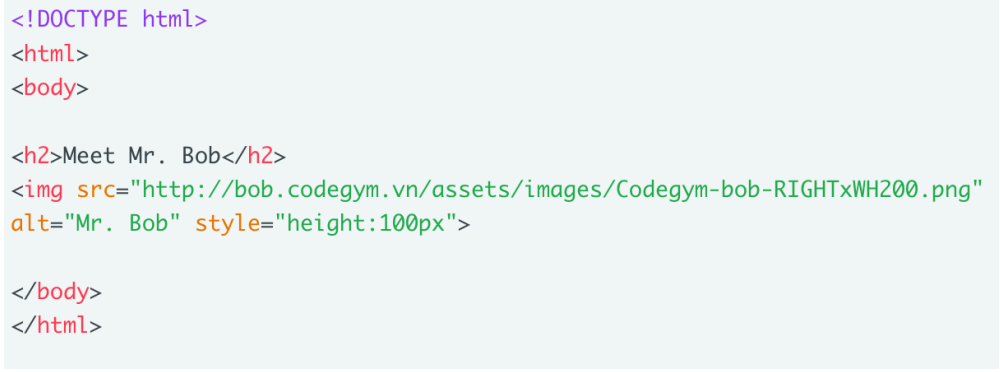 <!DOCTYPE html>
<html>
<body>
<h2>Meet Mr. Bob</h2>
<img src="http://bob.codegym.vn/assets/images/Codegym-bob-RIGHTxWH200.png"
alt="Mr. Bob" style="height:100px">
</body>
</html>